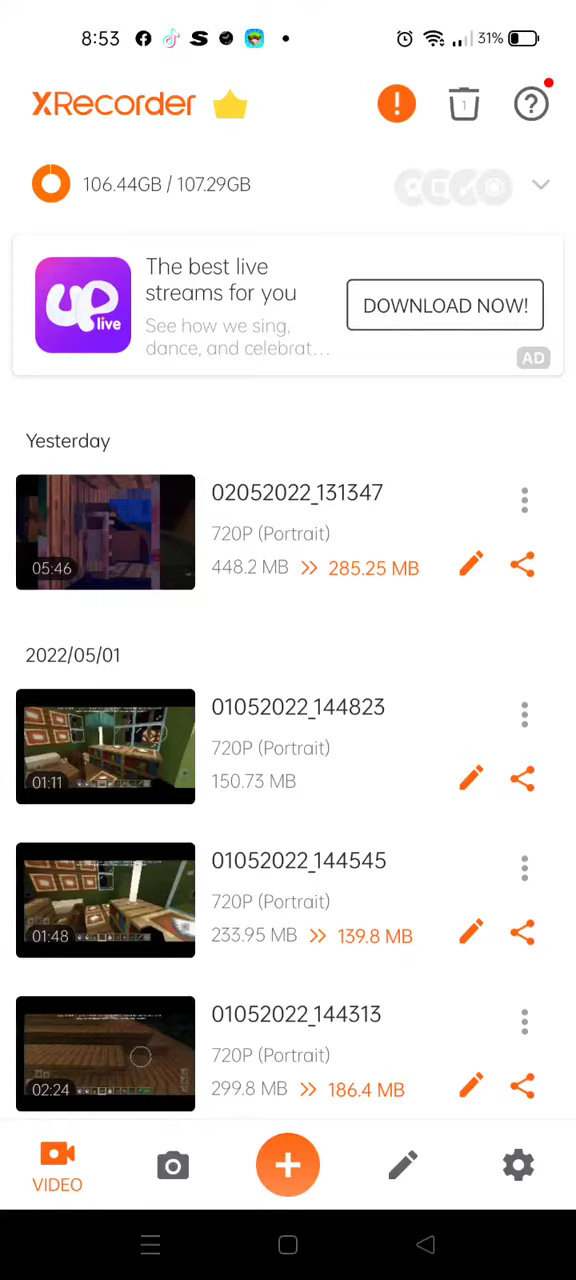 8:53
31%
XRecorder
1
106.44GB / 107.29GB
The best live
streams for you
See how we sing,
dance, and celebrat...
DOWNLOAD NOW!
up live
AD
Yesterday
02052022_131347
720P (Portrait)
448.2 MB >> 285.25 MB
05:46
2022/05/01
01052022_144823
720P (Portrait)
150.73 MB
01:11
01052022_144545
720P (Portrait)
233.95 MB >> 139.8 MB
01:48
01052022_144313
720P (Portrait)
299.8 MB >> 186.4 MB
02:24
VIDEO